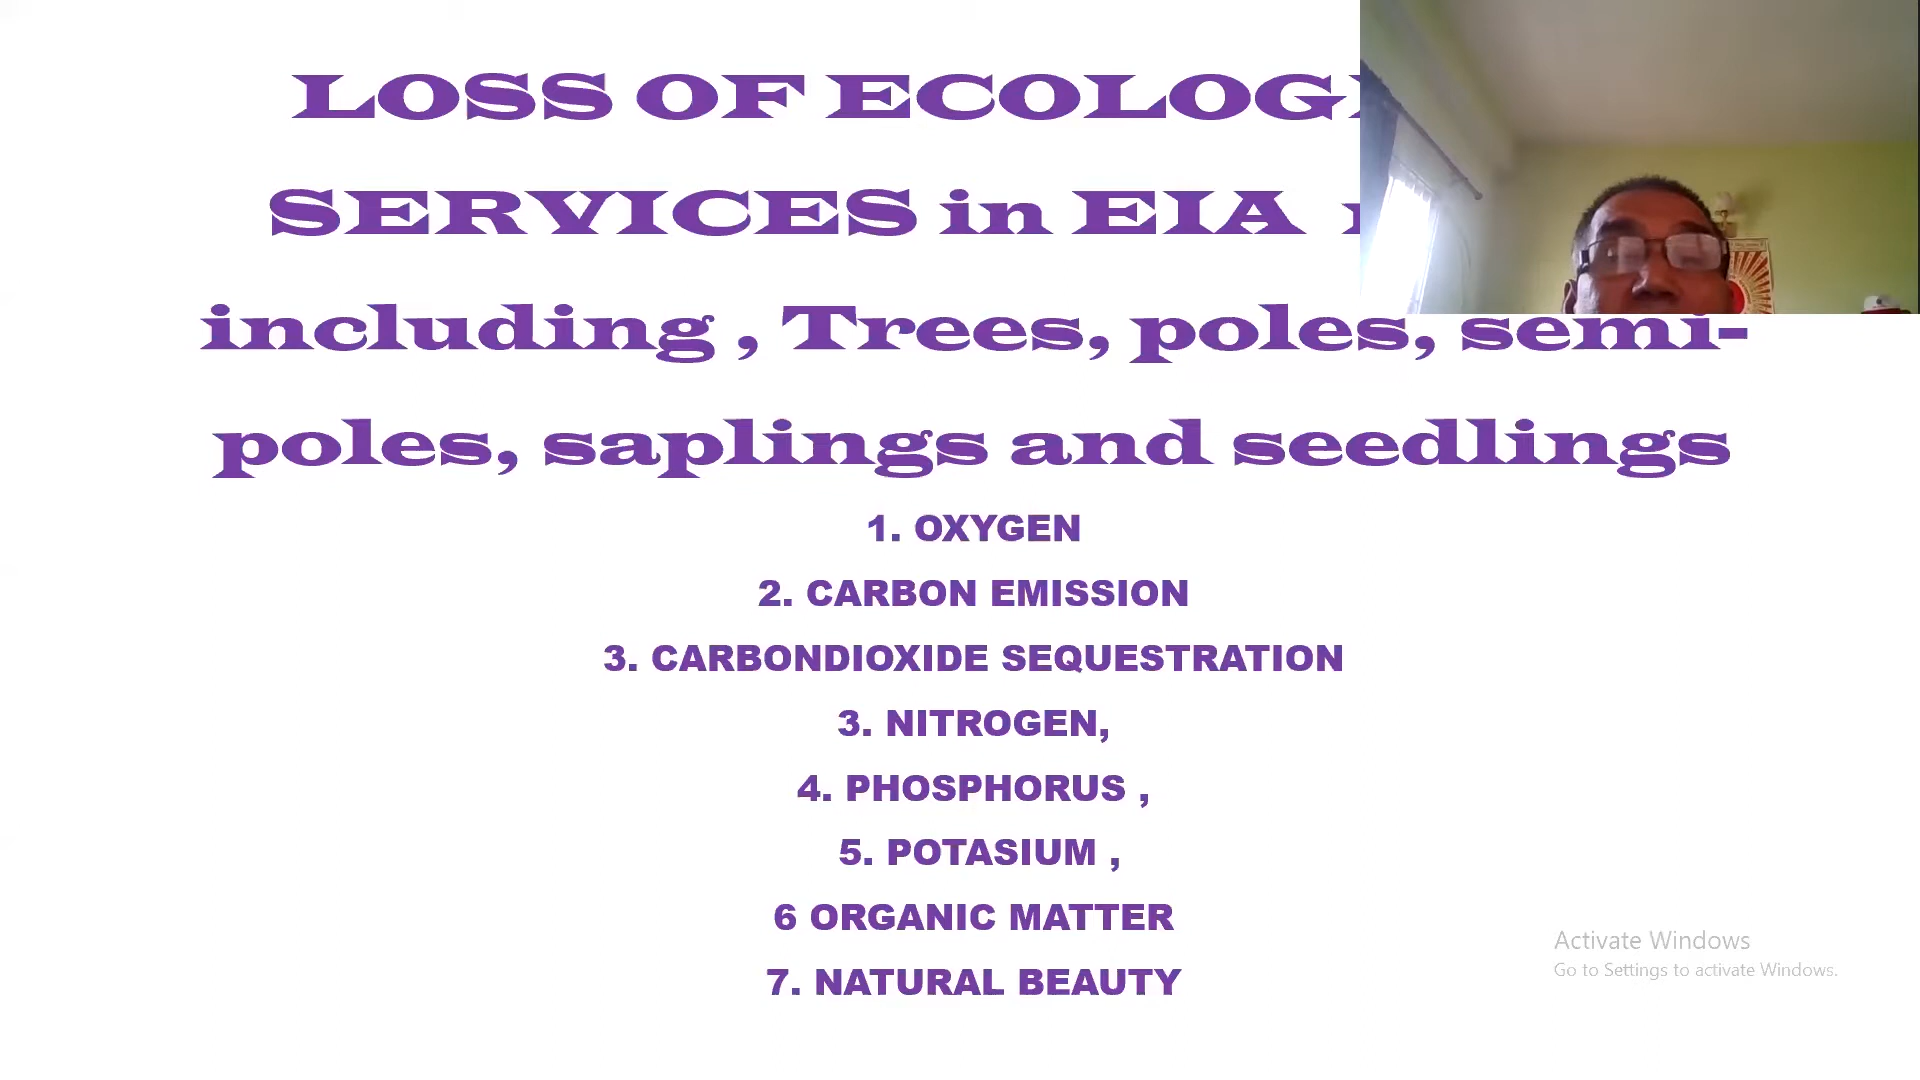 LOSS OF
SERVICES in EIA
including , Trees, poles, semi-
poles, saplings and seedlings
1. OXYGEN
2. CARBON EMISSION
3. CARBONDIOXIDE SEQUESTRATION
3. NITROGEN,
4. PHOSPHORUS ,
5. POTASIUM ,
6 ORGANIC MATTER
7. NATURAL BEAUTY
Activate Windows
Go to Settings to activate Windows.